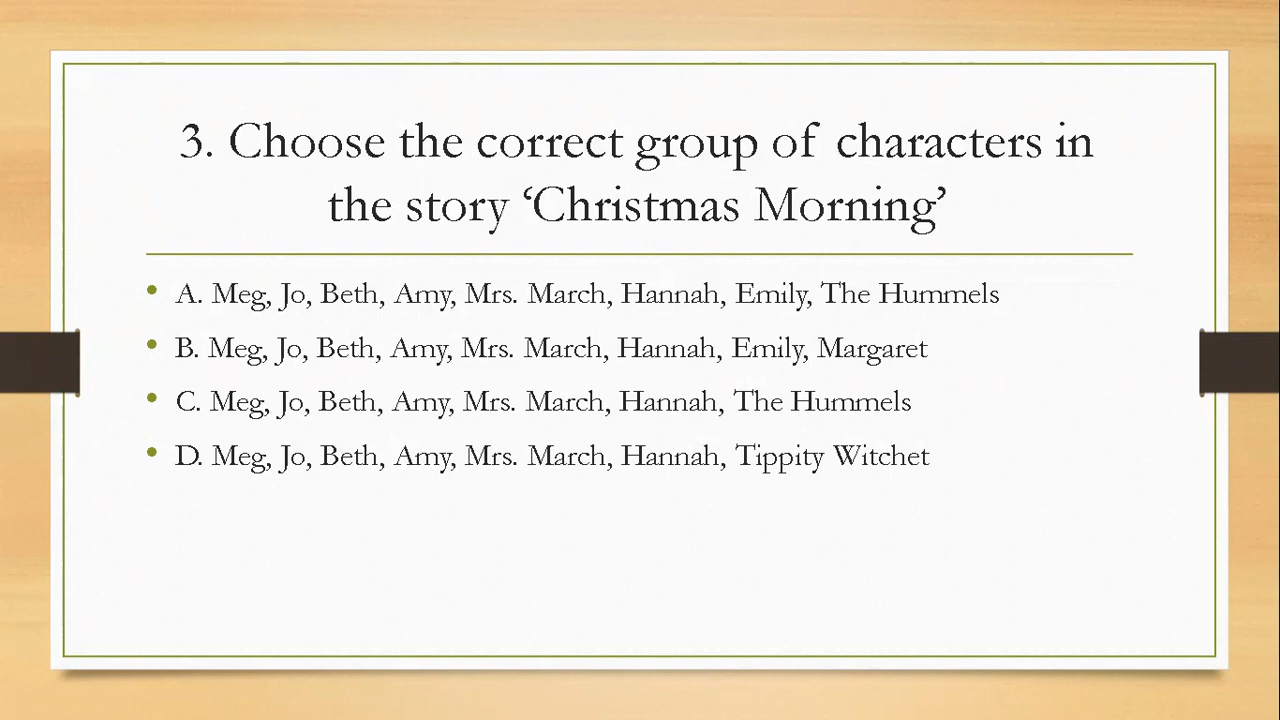 3. Choose the correct group of characters in
the story ‘Christmas Morning’
• A. Meg, Jo, Beth, Amy, Mrs. March, Hannah, Emily, The Hummels
• B. Meg, Jo, Beth, Amy, Mrs. March, Hannah, Emily, Margaret
• C. Meg, Jo, Beth, Amy, Mrs. March, Hannah, The Hummels
• D. Meg, Jo, Beth, Amy, Mrs. March, Hannah, Tippity Witchet